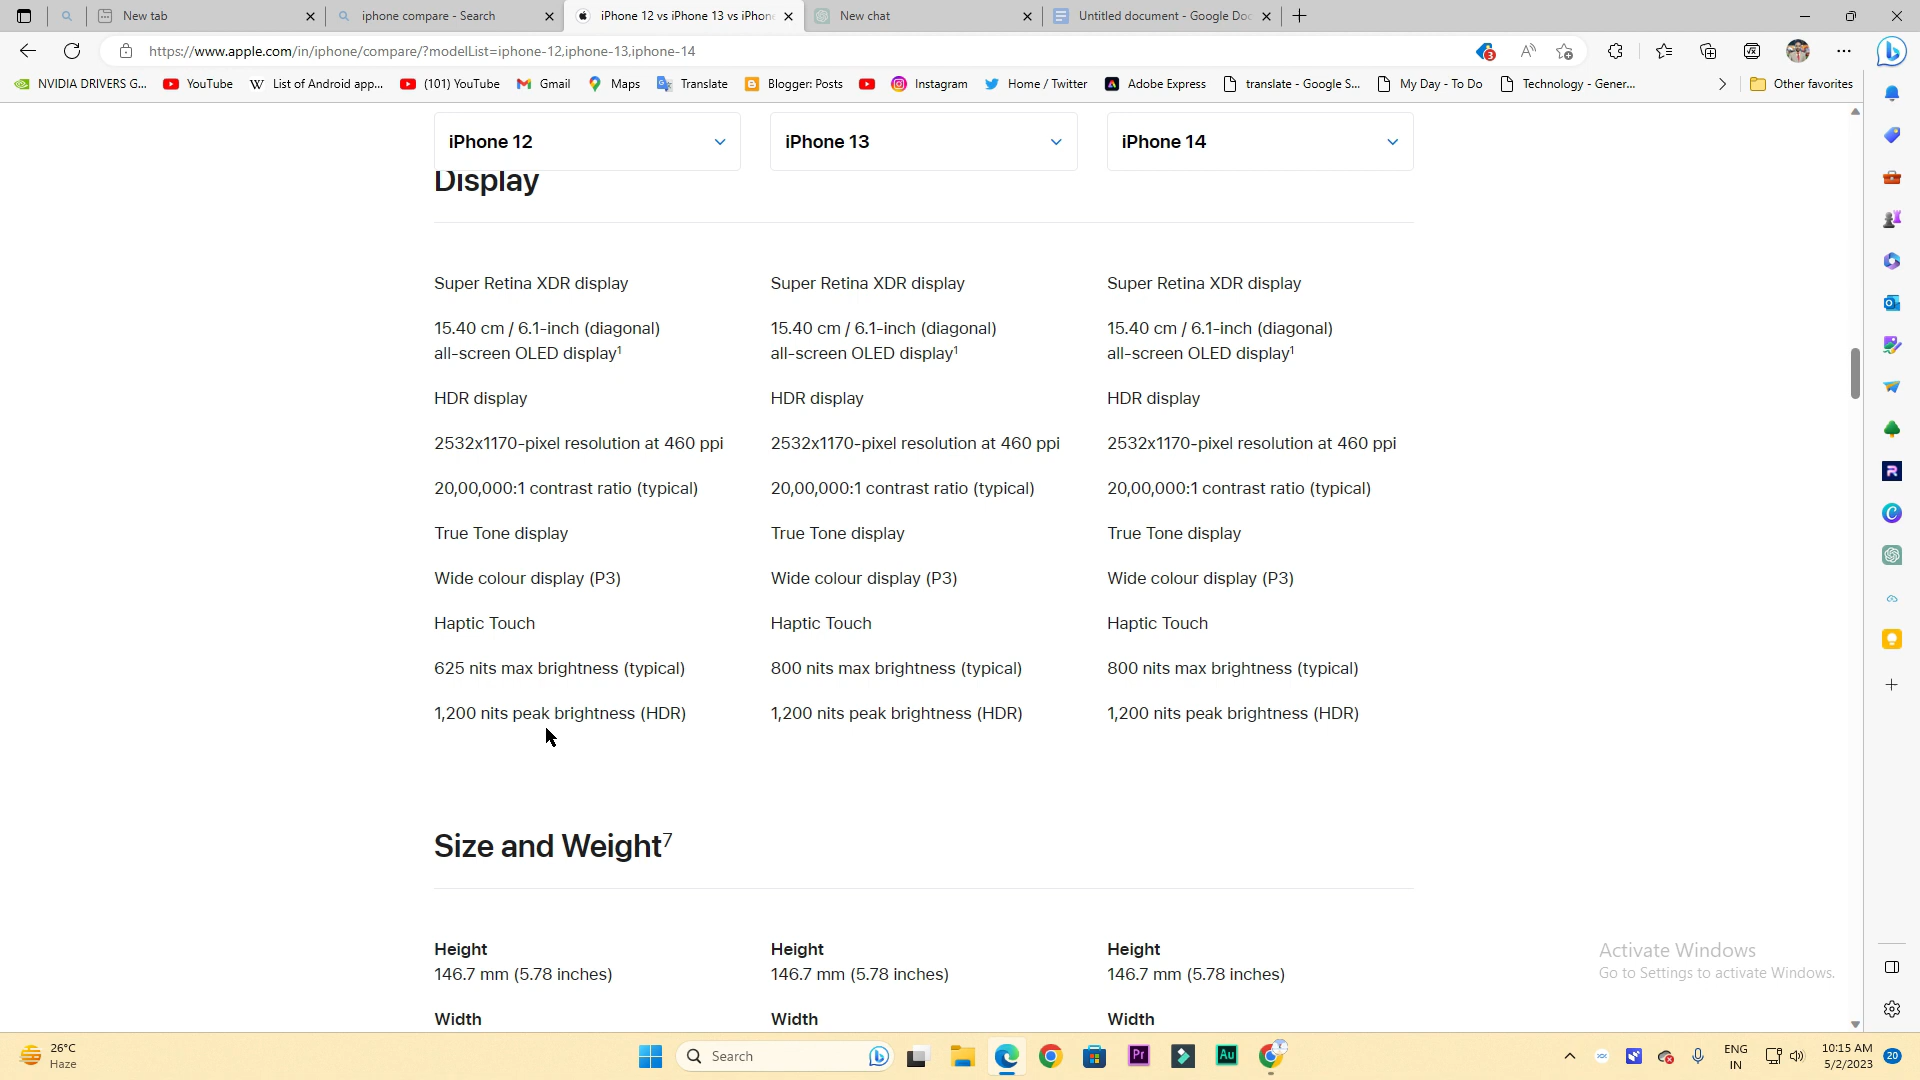 New tab
iphone compare - Search
iPhone 12 vs iPhone 13 vs iPhon
New chat
Untitled document - Google Do
https://www.apple.com/in/iphone/compare/?modelList=iphone-12,iphone-13,iphone-14
3
NVIDIA DRIVERS G... YouTube List of Android app... (101) YouTube Gmail Maps Translate Blogger: Posts Instagram Home / Twitter Adobe Express translate - Google S... My Day - To Do Technology - Gener... Other favorites
iPhone 12 iPhone 13 iPhone 14
Display
Super Retina XDR display Super Retina XDR display Super Retina XDR display
15.40 cm / 6.1-inch (diagonal) 15.40 cm / 6.1-inch (diagonal) 15.40 cm / 6.1-inch (diagonal)
all-screen OLED display¹ all-screen OLED display¹ all-screen OLED display¹
HDR display HDR display HDR display
2532x1170-pixel resolution at 460 ppi 2532x1170-pixel resolution at 460 ppi 2532x1170-pixel resolution at 460 ppi
20,00,000:1 contrast ratio (typical) 20,00,000:1 contrast ratio (typical) 20,00,000:1 contrast ratio (typical)
True Tone display True Tone display True Tone display
Wide colour display (P3) Wide colour display (P3) Wide colour display (P3)
Haptic Touch Haptic Touch Haptic Touch
625 nits max brightness (typical) 800 nits max brightness (typical) 800 nits max brightness (typical)
1,200 nits peak brightness (HDR) 1,200 nits peak brightness (HDR) 1,200 nits peak brightness (HDR)
Size and Weight⁷
Height Height Height
146.7 mm (5.78 inches) 146.7 mm (5.78 inches) 146.7 mm (5.78 inches)
Width Width Width
Activate Windows
Go to Settings to activate Windows.
26°C
Haze
Search
Pr
Au
ENG
IN
10:15 AM
5/2/2023
20